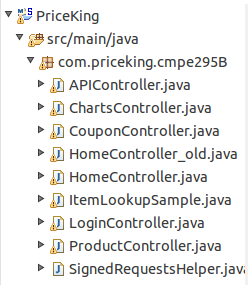 PriceKing
src/main/java
com.priceking.cmpe295B
APIController.java
ChartsController.java
CouponController.java
HomeController_old.java
HomeController.java
ItemLookupSample.java
LoginController.java
ProductController.java
SignedRequestsHelper.java